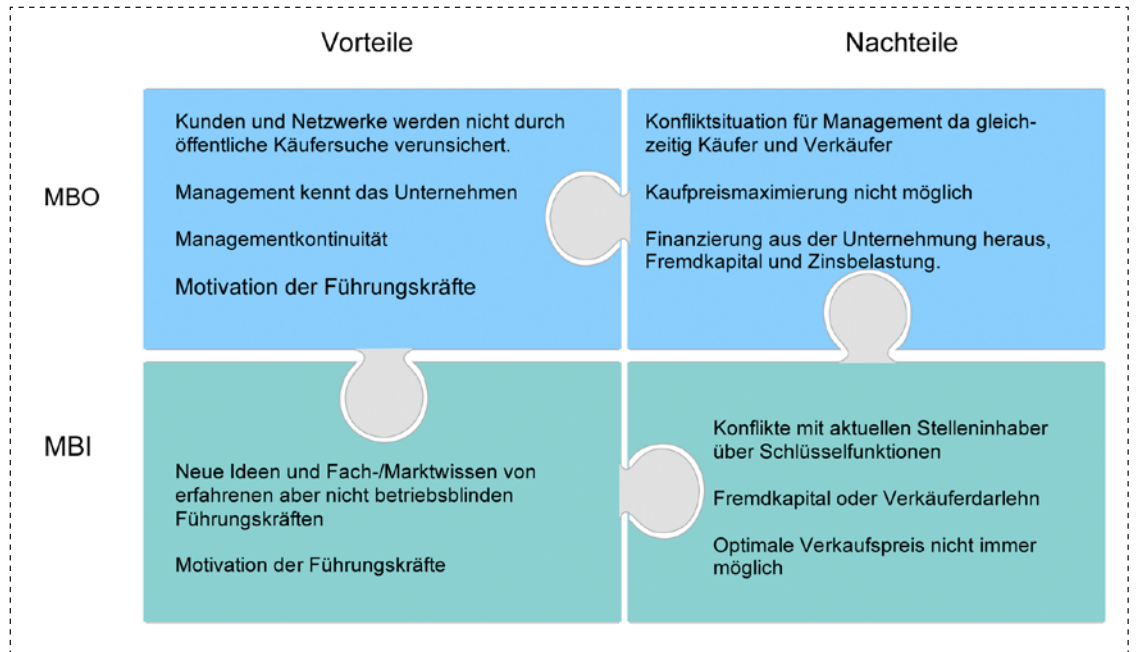 Vorteile
Nachteile
MBO
Kunden und Netzwerke werden nicht durch
öffentliche Käufersuche verunsichert.
Management kennt das Unternehmen
Managementkontinuität
Motivation der Führungskräfte
Konfliktsituation für Management da gleich-
zeitig Käufer und Verkäufer
Kaufpreismaximierung nicht möglich
Finanzierung aus der Unternehmung heraus,
Fremdkapital und Zinsbelastung.
MBI
Neue Ideen und Fach-/Marktwissen von
erfahrenen aber nicht betriebsblinden
Führungskräften
Motivation der Führungskräfte
Konflikte mit aktuellen Stelleninhaber
über Schlüsselfunktionen
Fremdkapital oder Verkäuferdarlehn
Optimale Verkaufspreis nicht immer
möglich